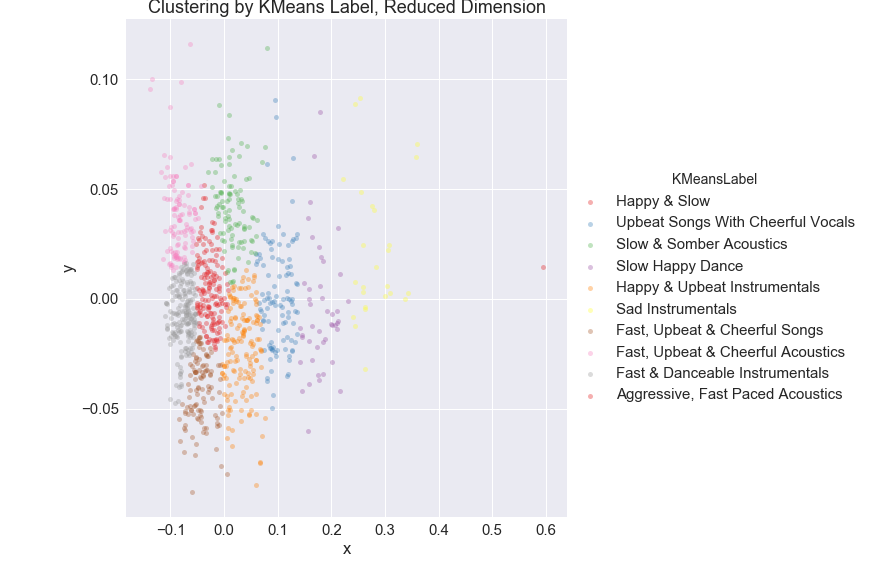 Clustering by KMeans Label, Reduced Dimension
0.10
0.05
0.00
−0.05
y
−0.1
0.0
0.1
0.2
0.3
0.4
0.5
0.6
x
KMeansLabel
Happy & Slow
Upbeat Songs With Cheerful Vocals
Slow & Somber Acoustics
Slow Happy Dance
Happy & Upbeat Instrumentals
Sad Instrumentals
Fast, Upbeat & Cheerful Songs
Fast, Upbeat & Cheerful Acoustics
Fast & Danceable Instrumentals
Aggressive, Fast Paced Acoustics